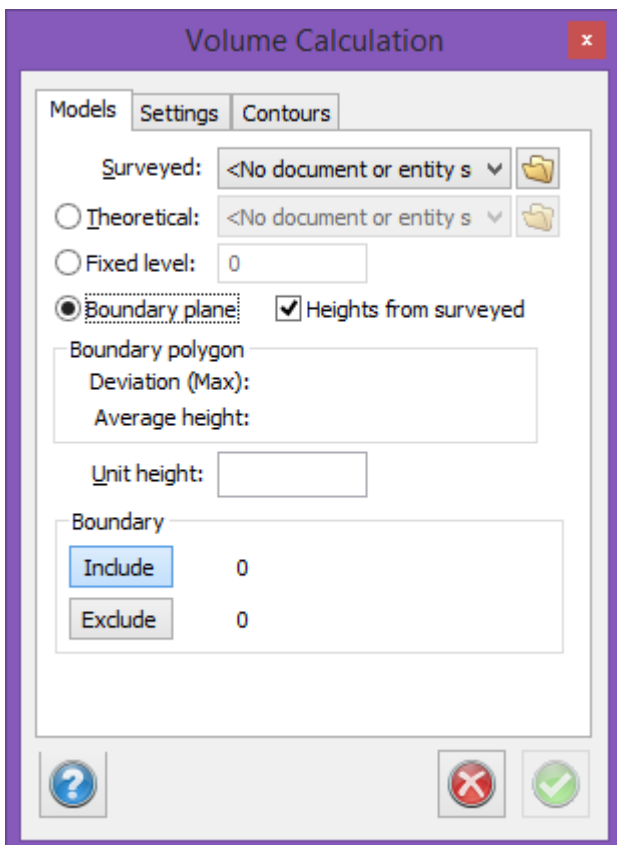 Volume Calculation
x
Models Settings Contours
Surveyed: <No document or entity s
Theoretical: <No document or entity s
Fixed level: 0
Boundary plane Heights from surveyed
Boundary polygon
Deviation (Max):
Average height:
Unit height:
Boundary
Include 0
Exclude 0
?